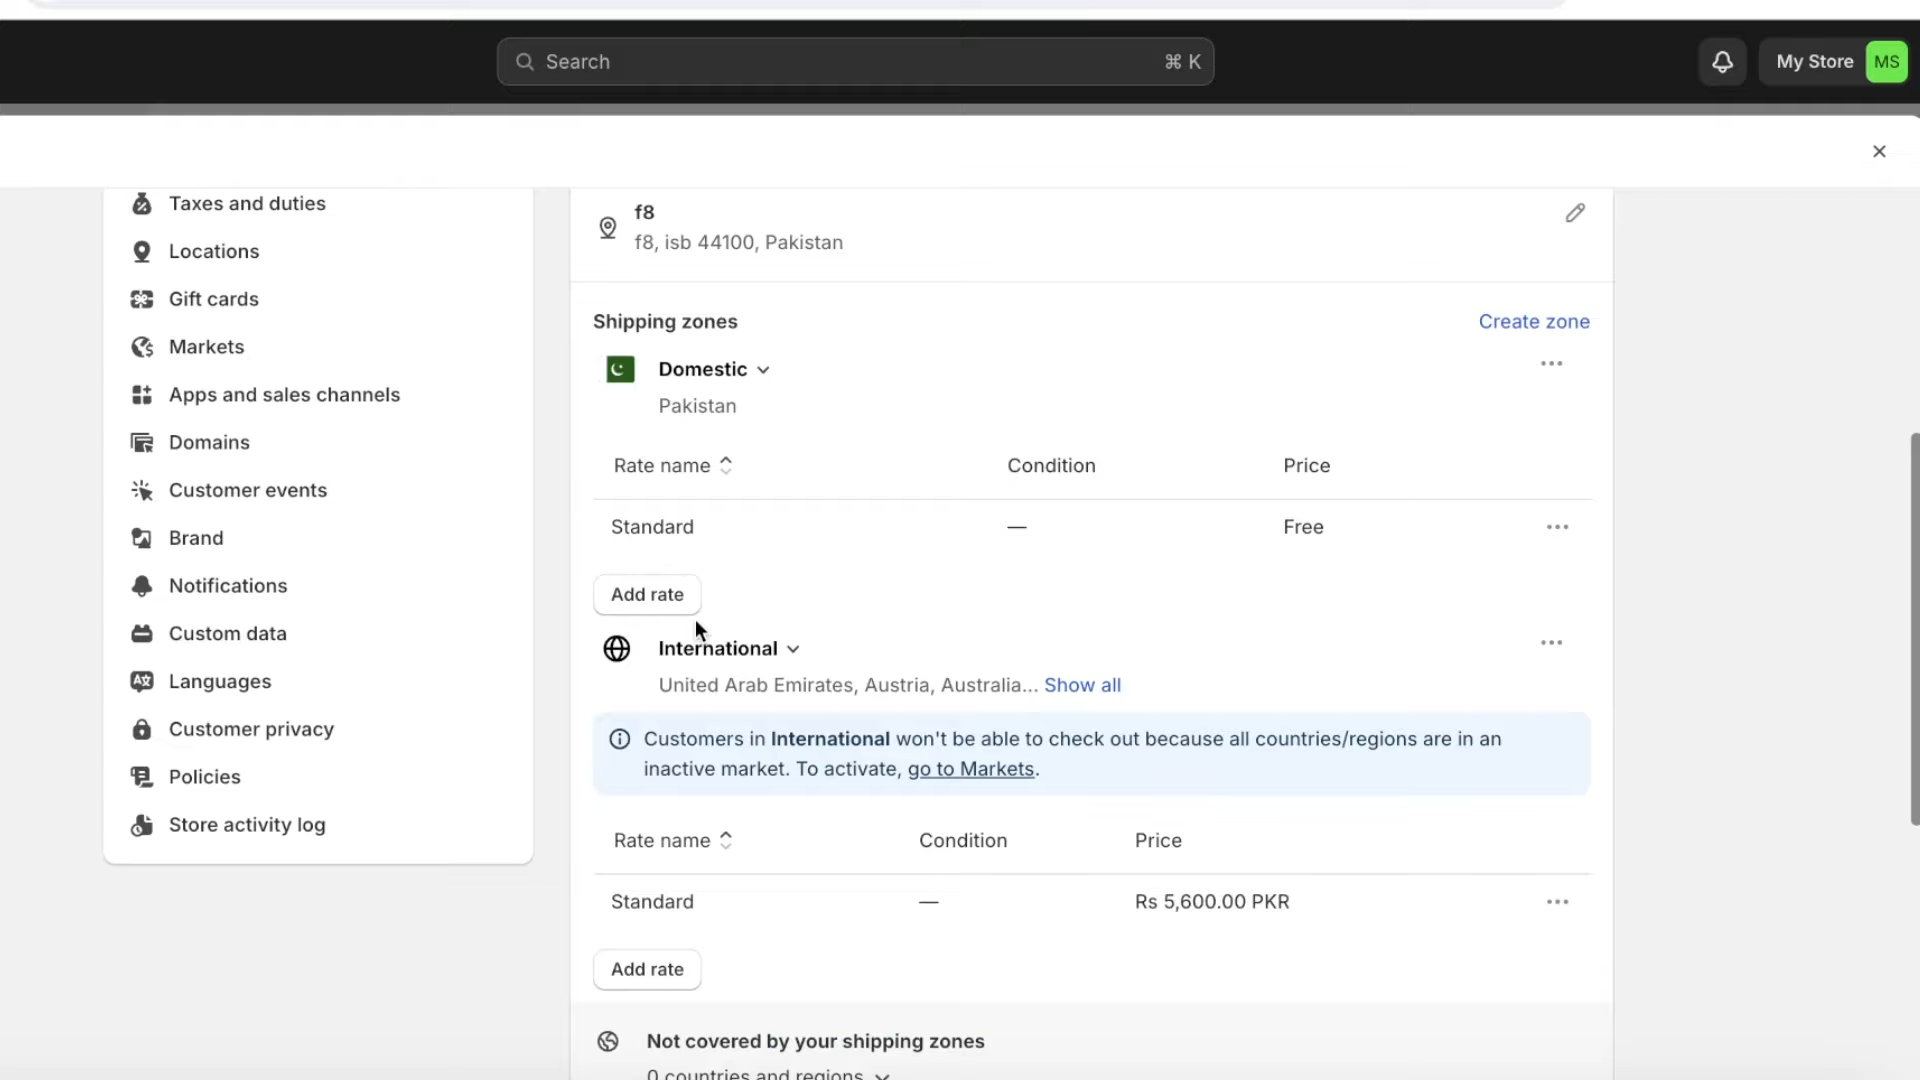 Search ⌘ K
My Store MS
Taxes and duties
Locations
Gift cards
Markets
Apps and sales channels
Domains
Customer events
Brand
Notifications
Custom data
Languages
Customer privacy
Policies
Store activity log
f8
f8, isb 44100, Pakistan
Shipping zones Create zone
Domestic
Pakistan
Rate name Condition Price
Standard — Free
Add rate
International
United Arab Emirates, Austria, Australia... Show all
Customers in International won't be able to check out because all countries/regions are in an
inactive market. To activate, go to Markets.
Rate name Condition Price
Standard — Rs 5,600.00 PKR
Add rate
Not covered by your shipping zones
0 countries and regions